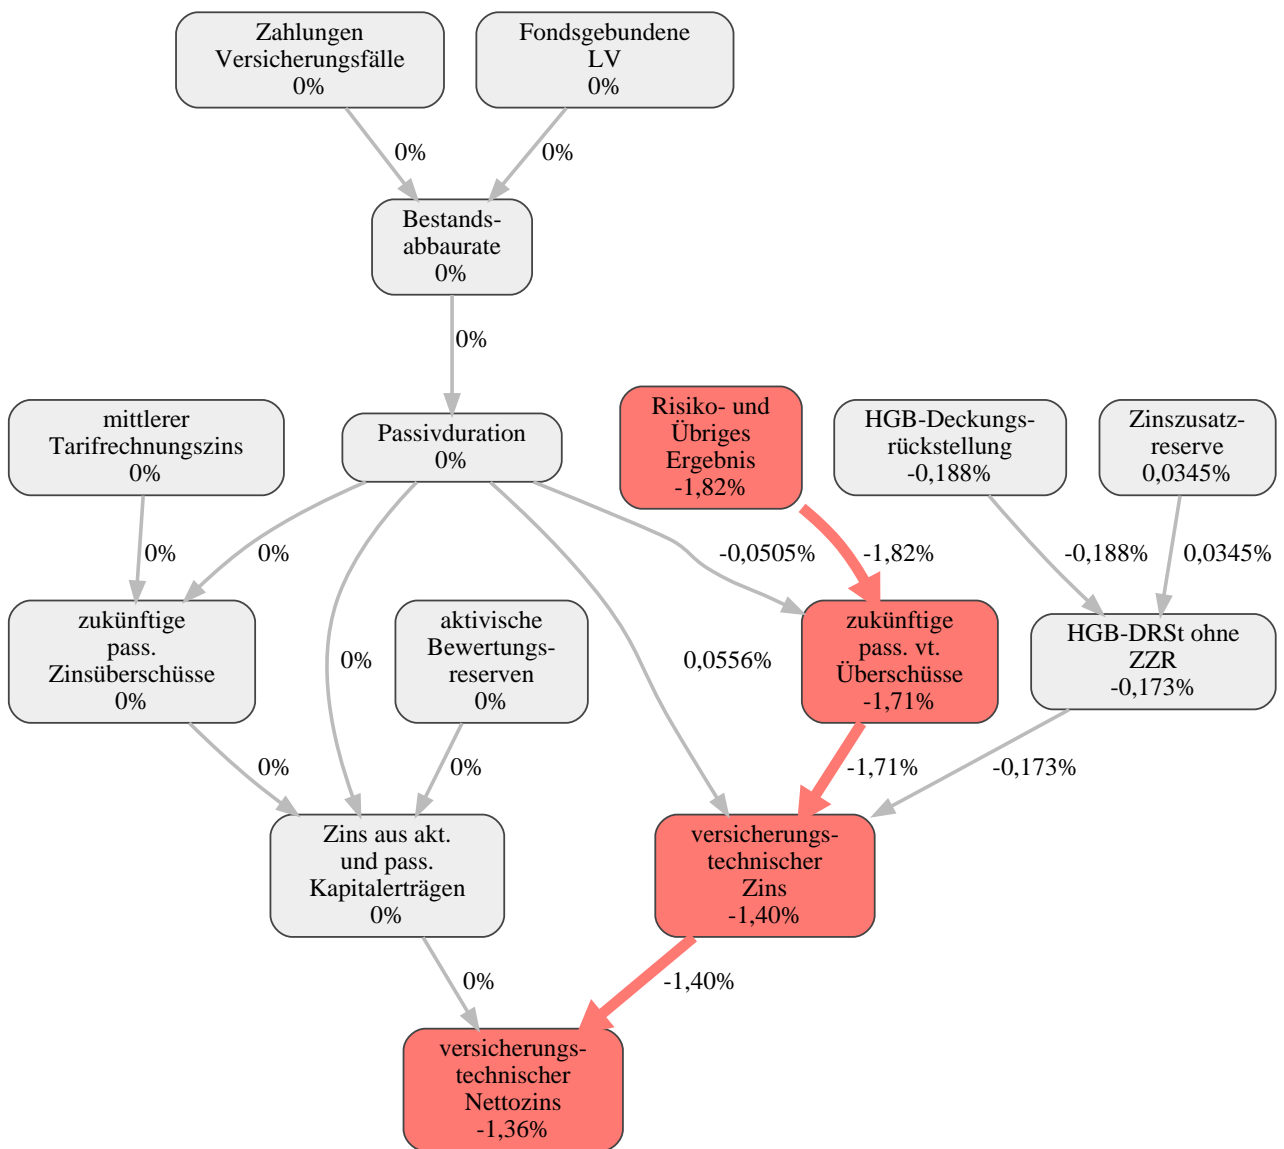 Zahlungen
Versicherungsfälle
0%
Fondsgebundene
LV
0%
0%
0%
Bestands-
abbaurate
0%
0%
mittlerer
Tarifrechnungszins
0%
Passivduration
0%
Risiko- und
Übriges
Ergebnis
-1,82%
HGB-Deckungs-
rückstellung
-0,188%
Zinszusatz-
reserve
0,0345%
0%
0%
-0,0505%
-1,82%
-0,188%
0,0345%
zukünftige
pass.
Zinsüberschüsse
0%
0%
aktivische
Bewertungs-
reserven
0%
0,0556%
zukünftige
pass. vt.
Überschüsse
-1,71%
HGB-DRSt ohne
ZZR
-0,173%
0%
0%
-1,71%
-0,173%
Zins aus akt.
und pass.
Kapitalerträgen
0%
versicherungs-
technischer
Zins
-1,40%
0%
-1,40%
versicherungs-
technischer
Nettozins
-1,36%